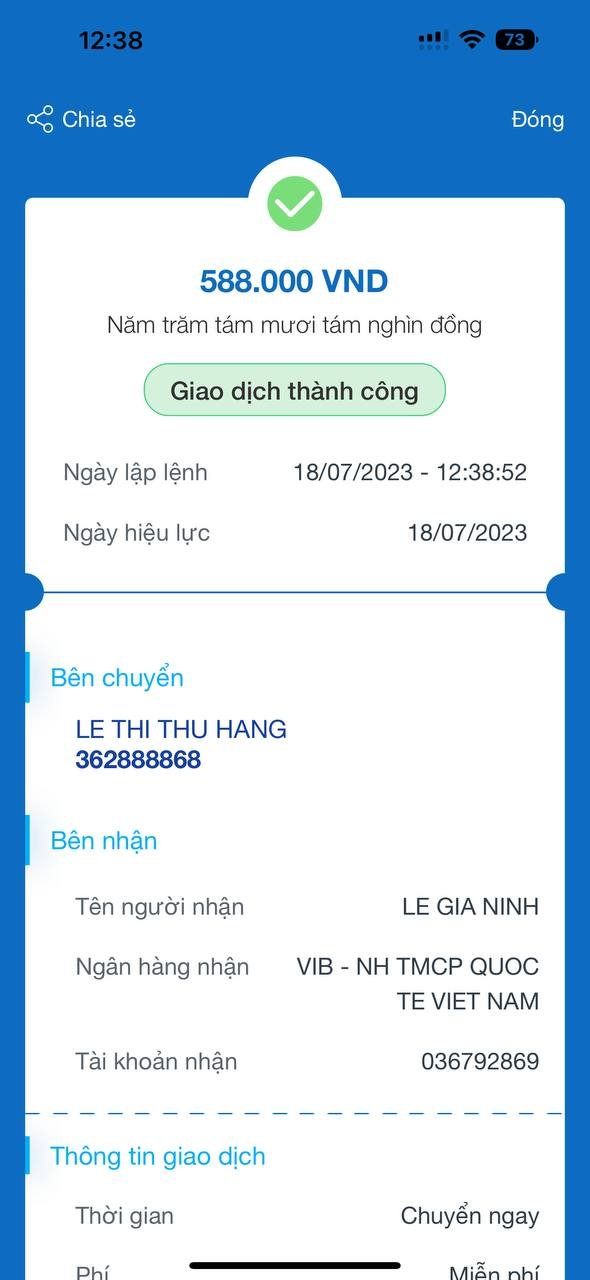 12:38
73
Chia sẻ
Đóng
588.000 VND
Năm trăm tám mươi tám nghìn đồng
Giao dịch thành công
Ngày lập lệnh 18/07/2023 - 12:38:52
Ngày hiệu lực 18/07/2023
Bên chuyển
LE THI THU HANG
362888868
Bên nhận
Tên người nhận LE GIA NINH
Ngân hàng nhận VIB - NH TMCP QUOC
TE VIET NAM
Tài khoản nhận 036792869
Thông tin giao dịch
Thời gian Chuyển ngay
Phí Miễn phí